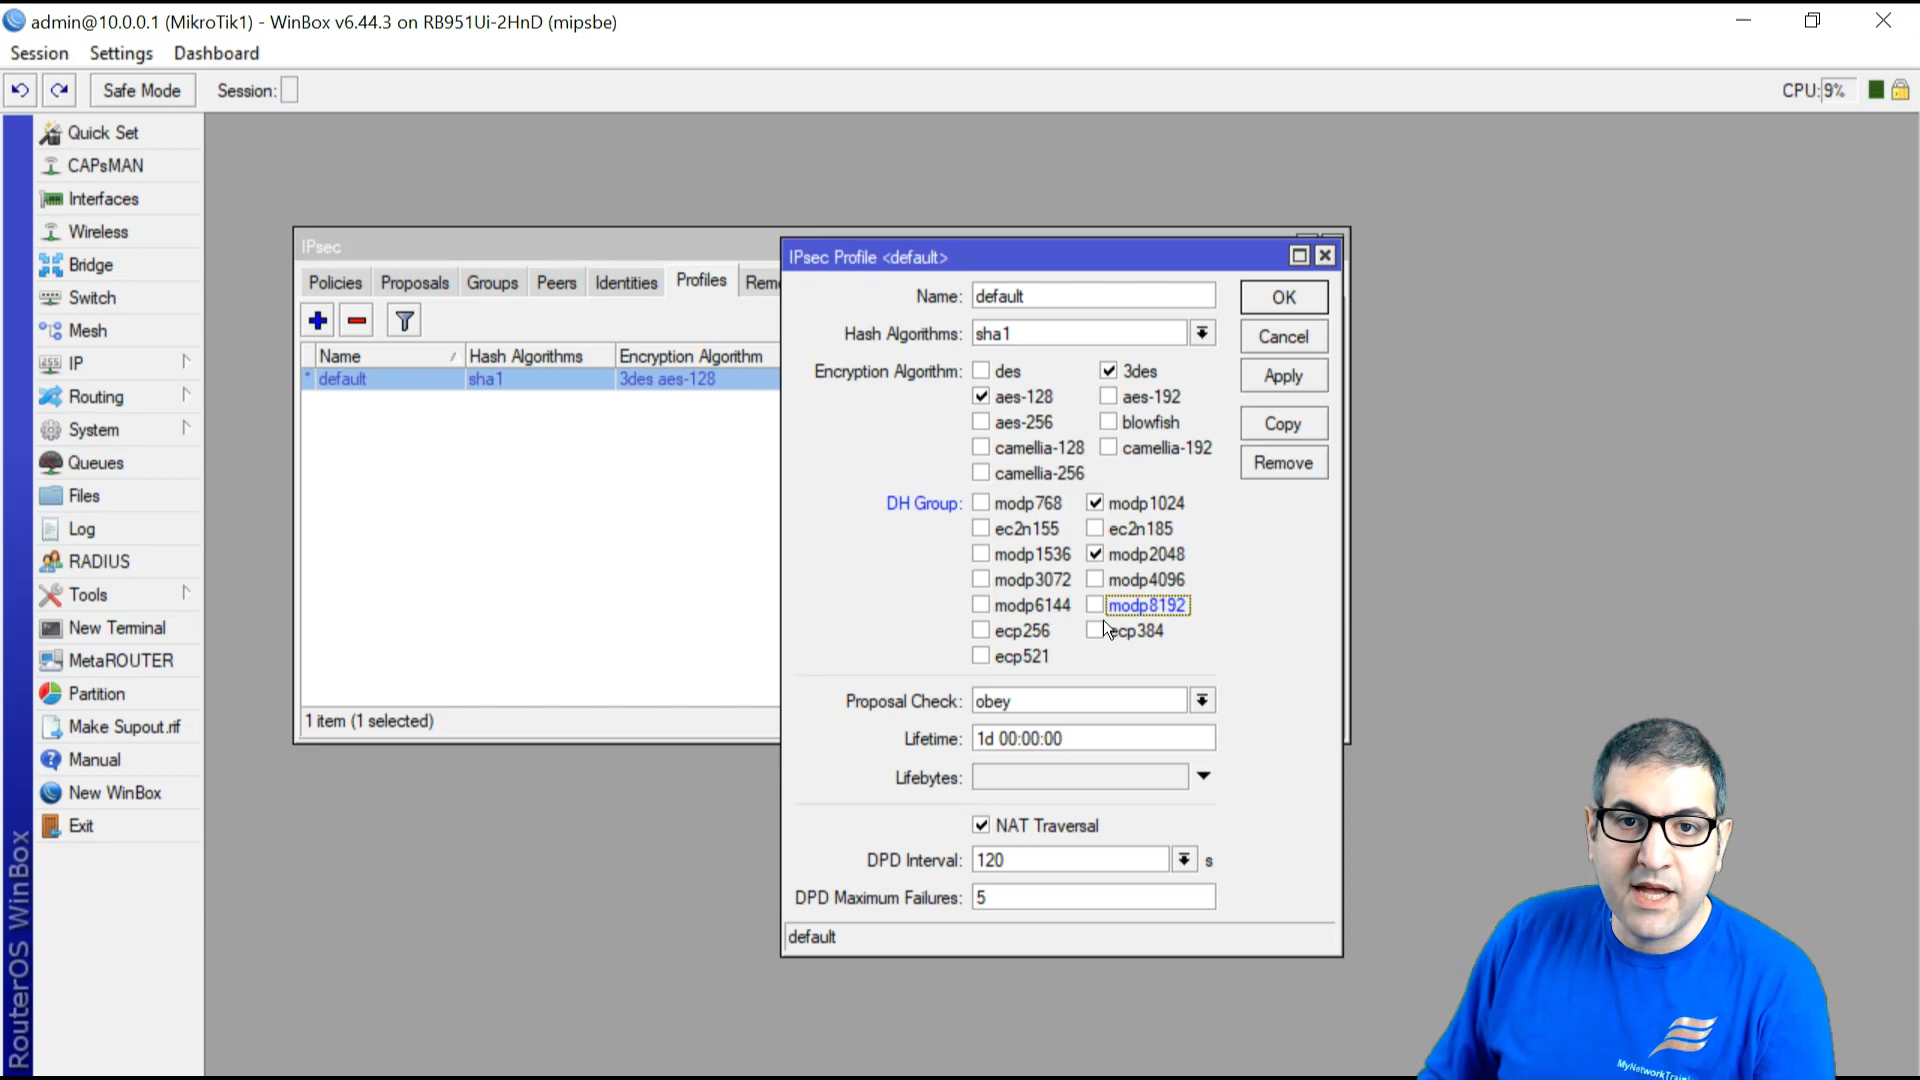 admin@10.0.0.1 (MikroTik1) - WinBox v6.44.3 on RB951Ui-2HnD (mipsbe)
Session Settings Dashboard
Safe Mode Session: CPU: 9%
Quick Set
CAPsMAN
Interfaces
Wireless
Bridge
Switch
Mesh
IP
Routing
System
Queues
Files
Log
RADIUS
Tools
New Terminal
MetaROUTER
Partition
Make Supout.rif
Manual
New WinBox
Exit
RouterOS WinBox
IPsec
Policies Proposals Groups Peers Identities Profiles
Name Hash Algorithms Encryption Algorithm
* default sha1 3des aes-128
1 item (1 selected)
IPsec Profile <default>
Name: default
Hash Algorithms: sha1
Encryption Algorithm: des 3des
aes-128 aes-192
aes-256 blowfish
camellia-128 camellia-192
camellia-256
DH Group: modp768 modp1024
ec2n155 ec2n185
modp1536 modp2048
modp3072 modp4096
modp6144 modp8192
ecp256 ecp384
ecp521
Proposal Check: obey
Lifetime: 1d 00:00:00
Lifebytes:
NAT Traversal
DPD Interval: 120 s
DPD Maximum Failures: 5
default
OK
Cancel
Apply
Copy
Remove